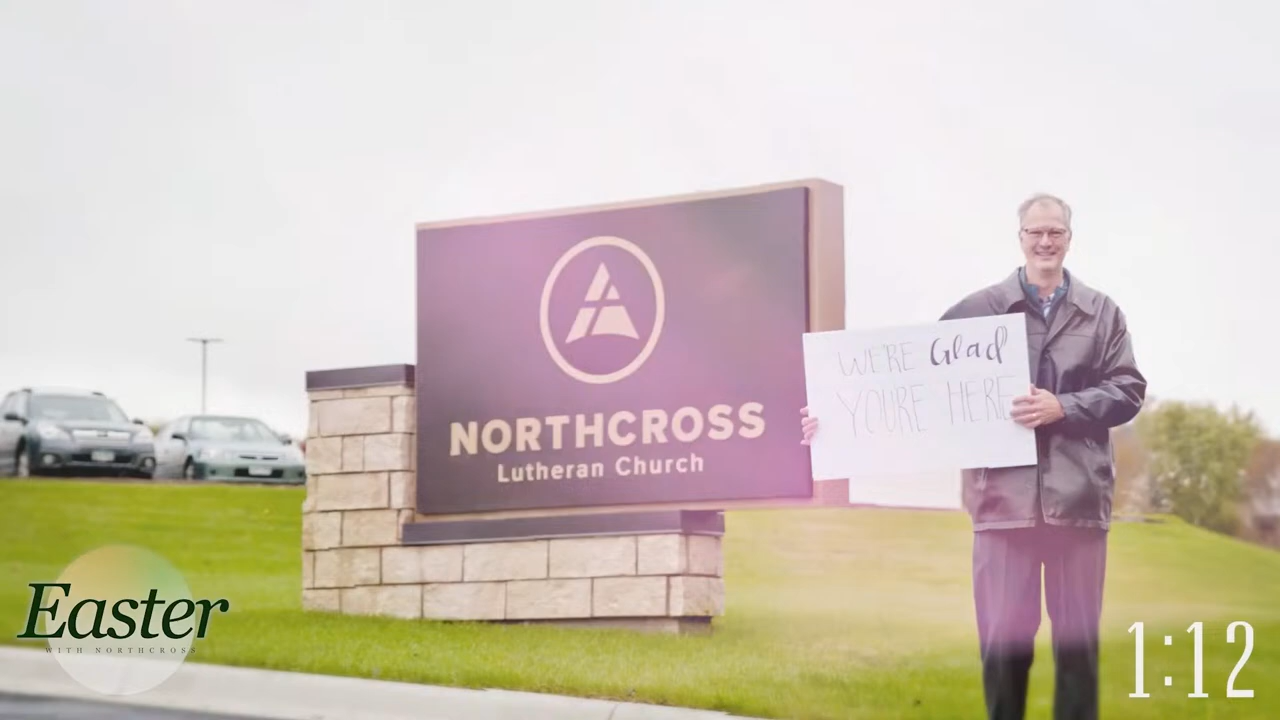 NORTHCROSS
Lutheran Church
WE'RE Glad
YOU'RE HERE
Easter
WITH NORTHCROSS
1:12